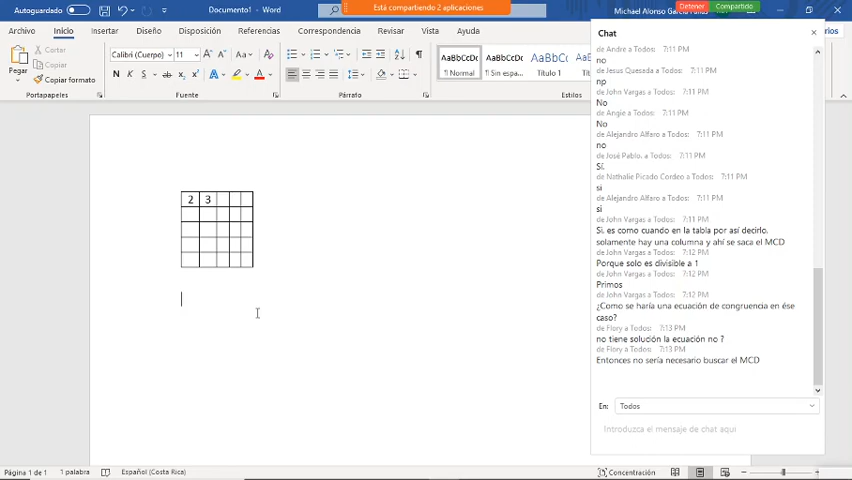 Autoguardado
Documento1 - Word
Está compartiendo 2 aplicaciones
Michael Alonso García
Detener
Compartido
Archivo
Inicio
Insertar
Diseño
Disposición
Referencias
Correspondencia
Revisar
Vista
Ayuda
Pegar
Cortar
Copiar
Copiar formato
Portapapeles
Calibri (Cuerpo)
11
Fuente
Párrafo
AaBbCcDc
¶ Normal
AaBbCcDc
¶ Sin espa...
AaBbCc
Título 1
Estilos
2 3
Chat
de Andre a Todos: 7:11 PM
no
de Jesus Quesada a Todos: 7:11 PM
np
de John Vargas a Todos: 7:11 PM
No
de Angie a Todos: 7:11 PM
No
de Alejandro Alfaro a Todos: 7:11 PM
no
de José Pablo. a Todos: 7:11 PM
Sí.
de Nathalie Picado Cordeo a Todos: 7:11 PM
si
de Alejandro Alfaro a Todos: 7:11 PM
si
de John Vargas a Todos: 7:11 PM
Si. es como cuando en la tabla por así decirlo.
solamente hay una columna y ahí se saca el MCD
de John Vargas a Todos: 7:12 PM
Porque solo es divisible a 1
de John Vargas a Todos: 7:12 PM
Primos
de John Vargas a Todos: 7:12 PM
¿Como se haría una ecuación de congruencia en ése
caso?
de Flory a Todos: 7:13 PM
no tiene solución la ecuación no ?
de Flory a Todos: 7:13 PM
Entonces no sería necesario buscar el MCD
En:
Todos
Introduzca el mensaje de chat aquí
Página 1 de 1
1 palabra
Español (Costa Rica)
Concentración